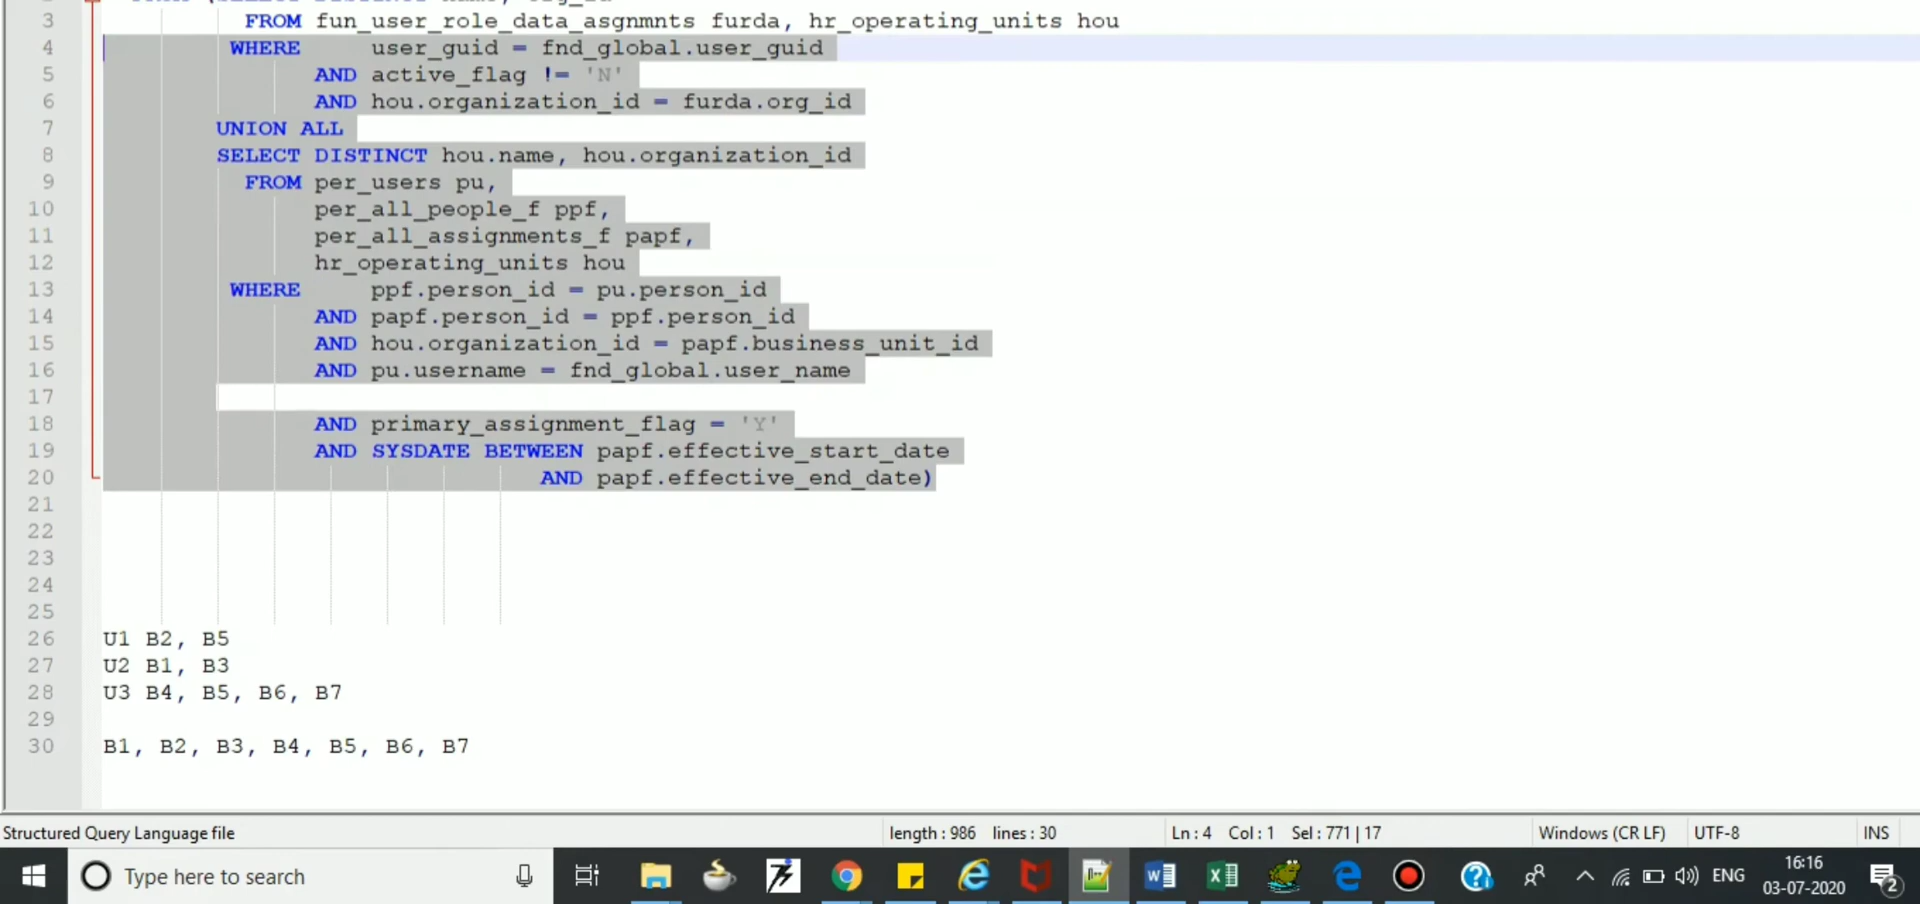 3 FROM fun_user_role_data_asgnmnts furda, hr_operating_units hou
4 WHERE user_guid = fnd_global.user_guid
5 AND active_flag != 'N'
6 AND hou.organization_id = furda.org_id
7 UNION ALL
8 SELECT DISTINCT hou.name, hou.organization_id
9 FROM per_users pu,
10 per_all_people_f ppf,
11 per_all_assignments_f papf,
12 hr_operating_units hou
13 WHERE ppf.person_id = pu.person_id
14 AND papf.person_id = ppf.person_id
15 AND hou.organization_id = papf.business_unit_id
16 AND pu.username = fnd_global.user_name
17
18 AND primary_assignment_flag = 'Y'
19 AND SYSDATE BETWEEN papf.effective_start_date
20 AND papf.effective_end_date)
21
22
23
24
25
26 U1 B2, B5
27 U2 B1, B3
28 U3 B4, B5, B6, B7
29
30 B1, B2, B3, B4, B5, B6, B7
Structured Query Language file length : 986 lines : 30 Ln : 4 Col : 1 Sel : 771 | 17 Windows (CR LF) UTF-8 INS
Type here to search ENG 16:16
03-07-2020 2